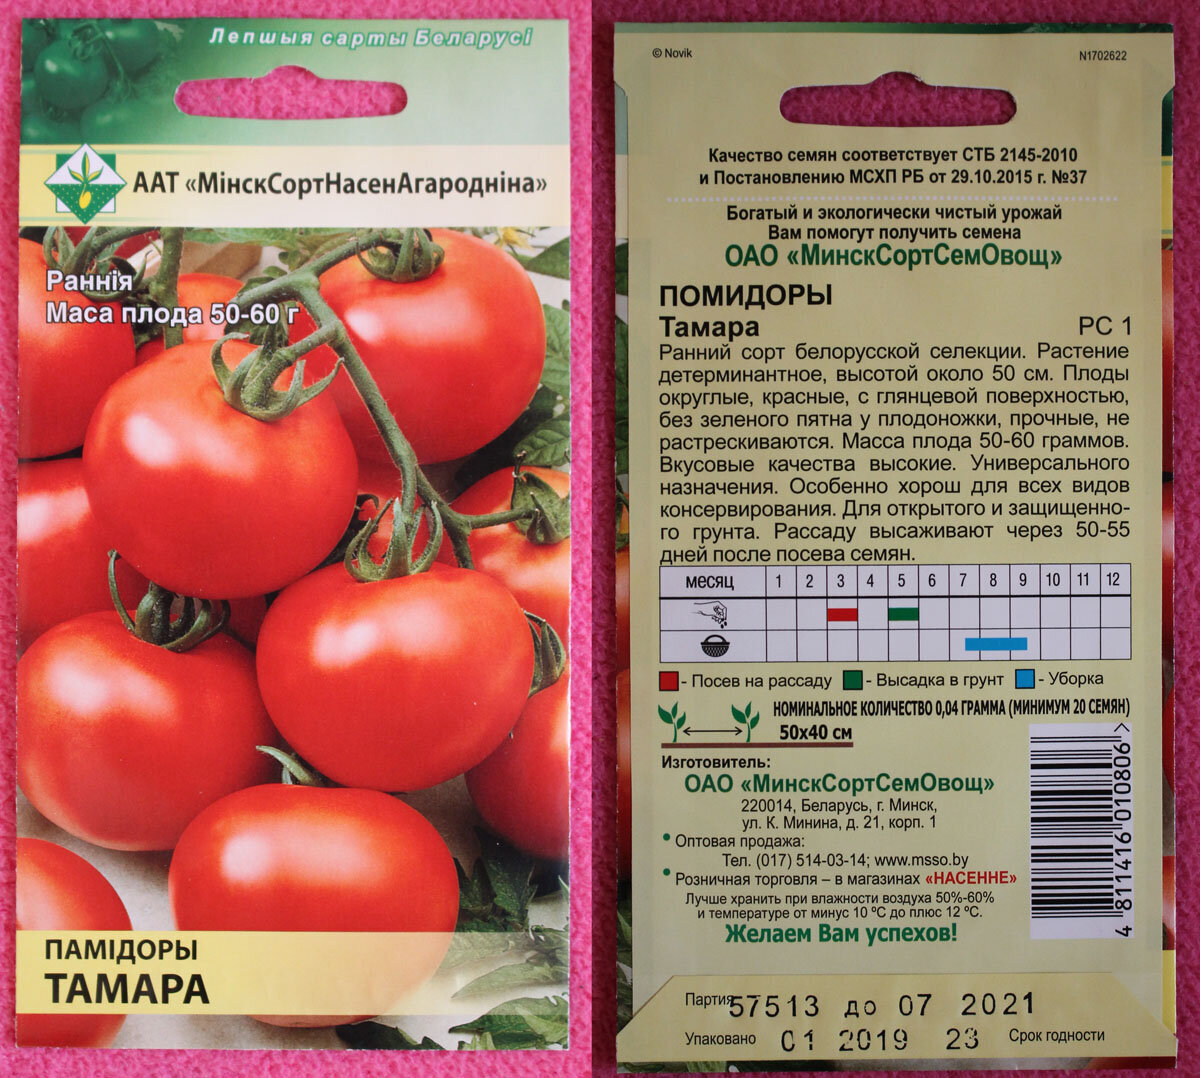 Лепшыя сарты Беларусі
ААТ «МінскСортНасенАгародніна»
Ранняя
Маса плода 50-60 г
ПАМІДОРЫ
ТАМАРА
© Novik
N1702622
Качество семян соответствует СТБ 2145-2010
и Постановлению МСХП РБ от 29.10.2015 г. №37
Богатый и экологически чистый урожай
Вам помогут получить семена
ОАО «МинскСортСемОвощ»
ПОМИДОРЫ
Тамара РС 1
Ранний сорт белорусской селекции. Растение
детерминантное, высотой около 50 см. Плоды
округлые, красные, с глянцевой поверхностью,
без зеленого пятна у плодоножки, прочные, не
растрескиваются. Масса плода 50-60 граммов.
Вкусовые качества высокие. Универсального
назначения. Особенно хорош для всех видов
консервирования. Для открытого и защищенно-
го грунта. Рассаду высаживают через 50-55
дней после посева семян.
месяц 1 2 3 4 5 6 7 8 9 10 11 12
- Посев на рассаду - Высадка в грунт - Уборка
НОМИНАЛЬНОЕ КОЛИЧЕСТВО 0,04 ГРАММА (МИНИМУМ 20 СЕМЯН)
50х40 см
Изготовитель:
ОАО «МинскСортСемОвощ»
220014, Беларусь, г. Минск,
ул. К. Минина, д. 21, корп. 1
• Оптовая продажа:
Тел. (017) 514-03-14; www.msso.by
• Розничная торговля – в магазинах «НАСЕННЕ»
Лучше хранить при влажности воздуха 50%-60%
и температуре от минус 10 ºС до плюс 12 ºС.
Желаем Вам успехов!
4 811416 010806 >
Партия 57513 до 07 2021
Упаковано 01 2019 23 Срок годности